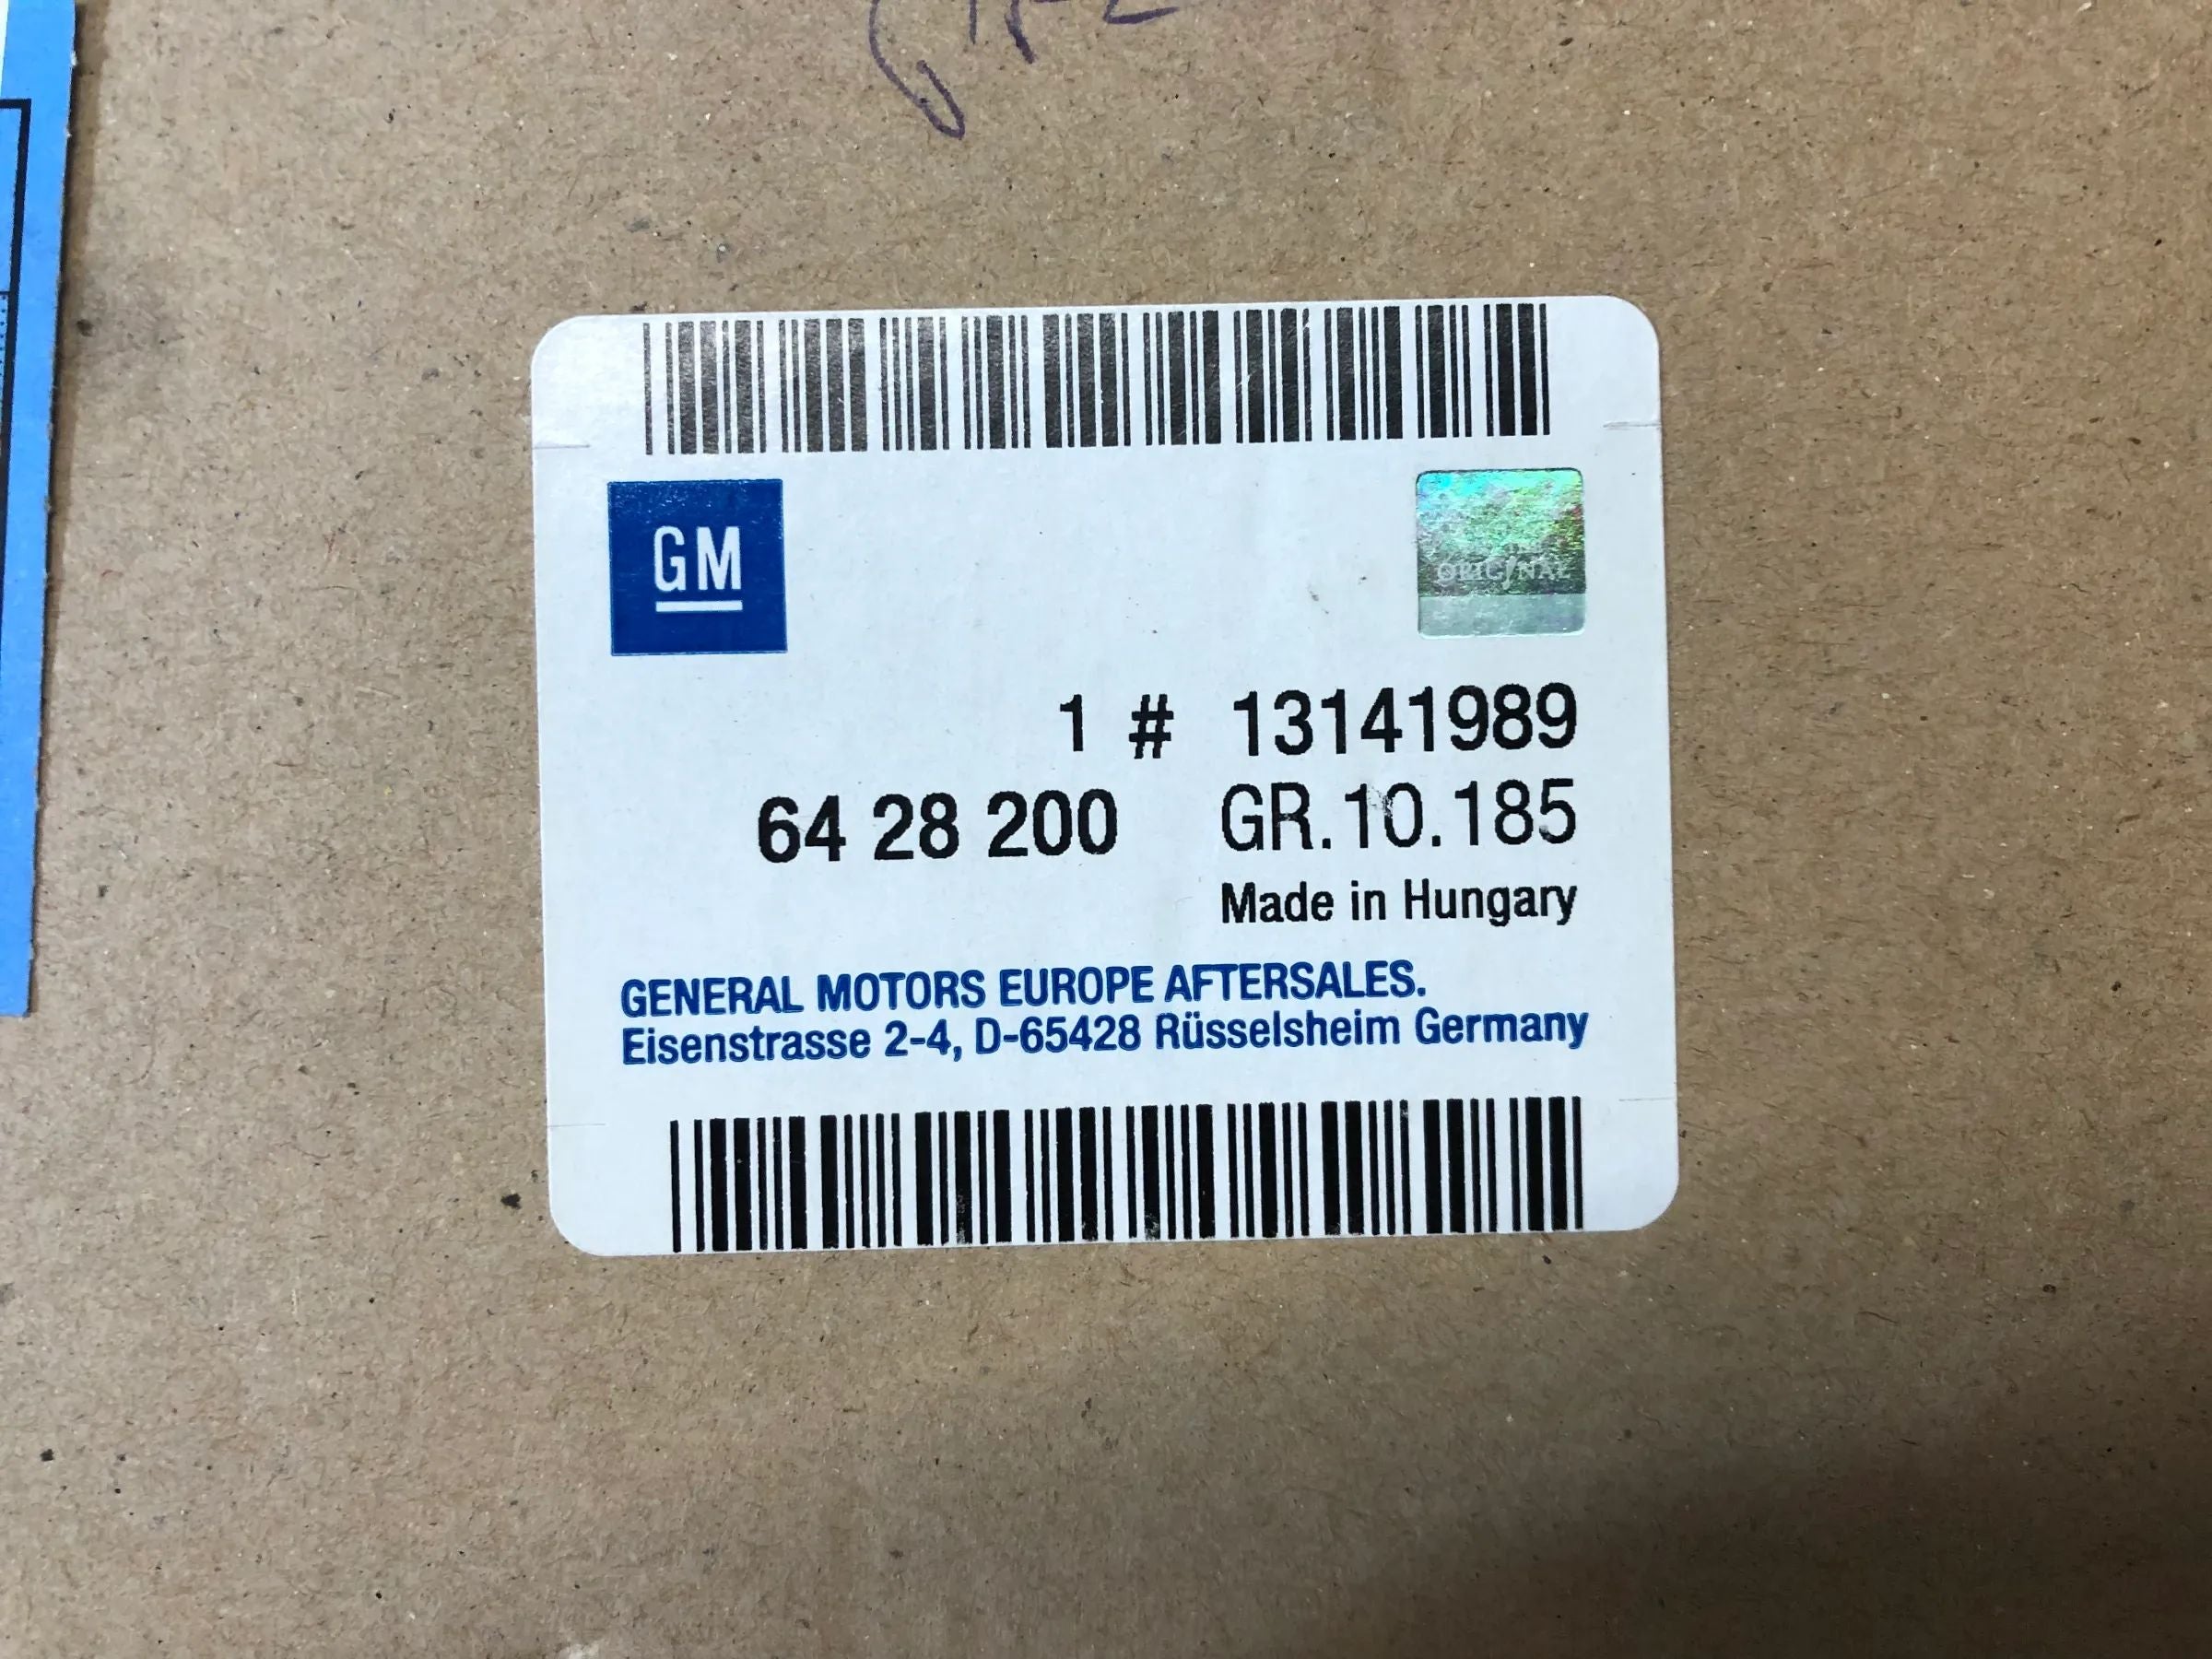 GM
ORIGINAL
1 # 13141989
64 28 200 GR. 10. 185
Made in Hungary
GENERAL MOTORS EUROPE AFTERSALES.
Eisenstrasse 2-4, D-65428 Rüsselsheim Germany